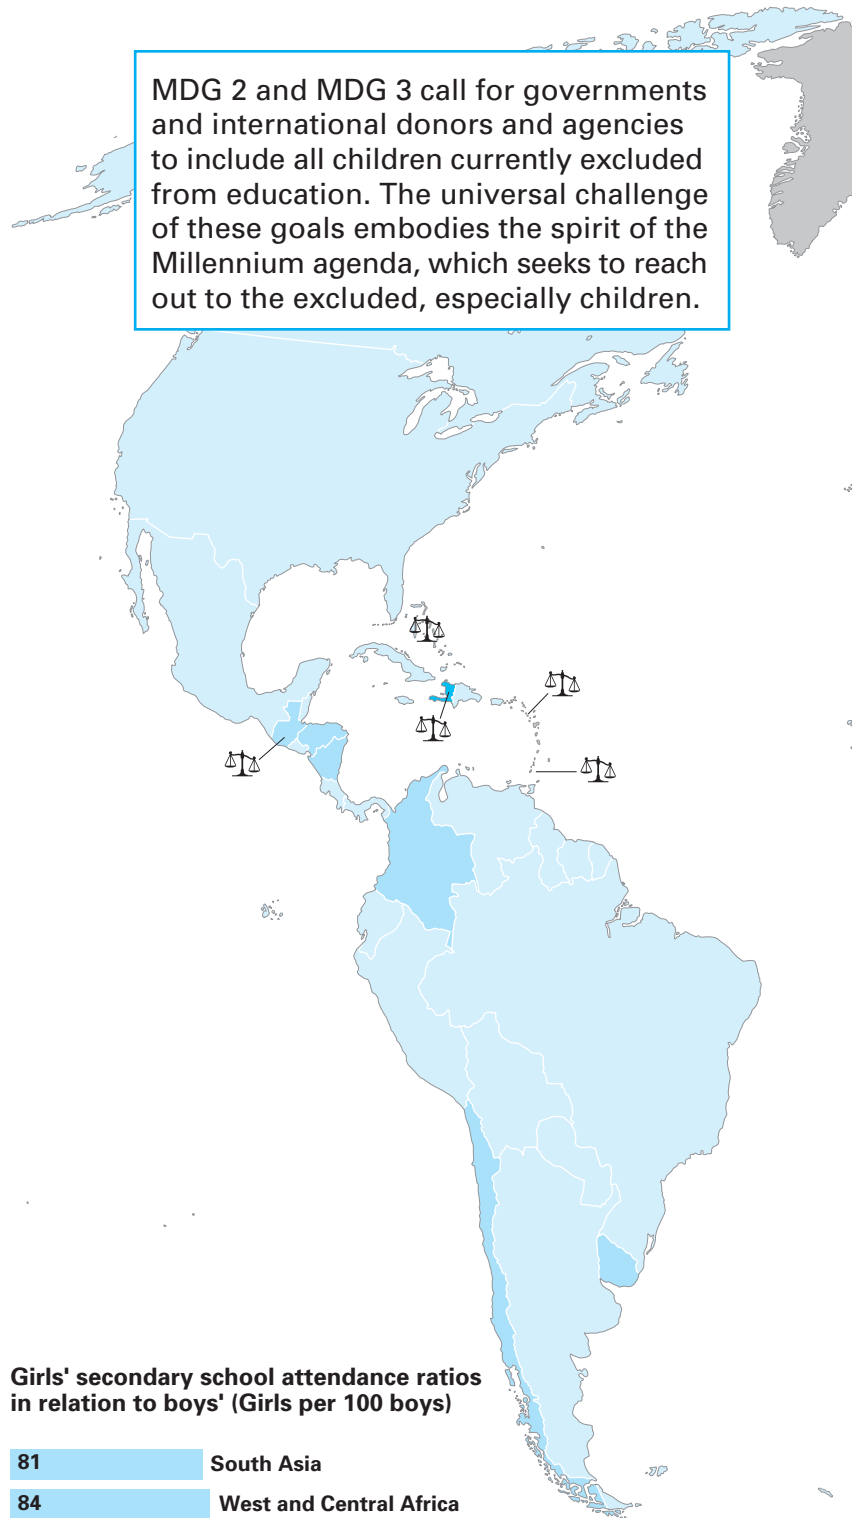 MDG 2 and MDG 3 call for governments
and international donors and agencies
to include all children currently excluded
from education. The universal challenge
of these goals embodies the spirit of the
Millennium agenda, which seeks to reach
out to the excluded, especially children.
Girls' secondary school attendance ratios
in relation to boys' (Girls per 100 boys)
81 South Asia
84 West and Central Africa